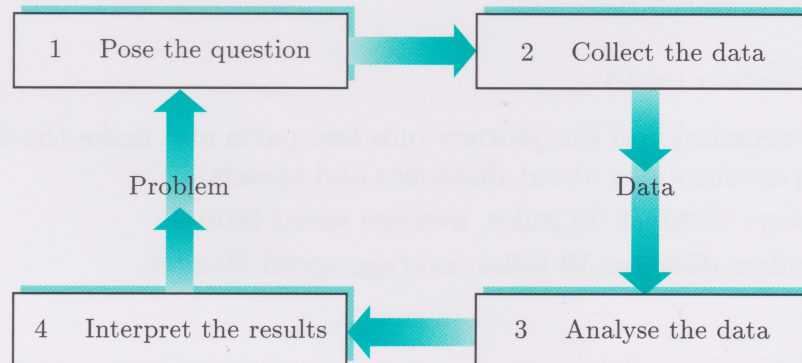 1 Pose the question
2 Collect the data
Problem
Data
4 Interpret the results
3 Analyse the data